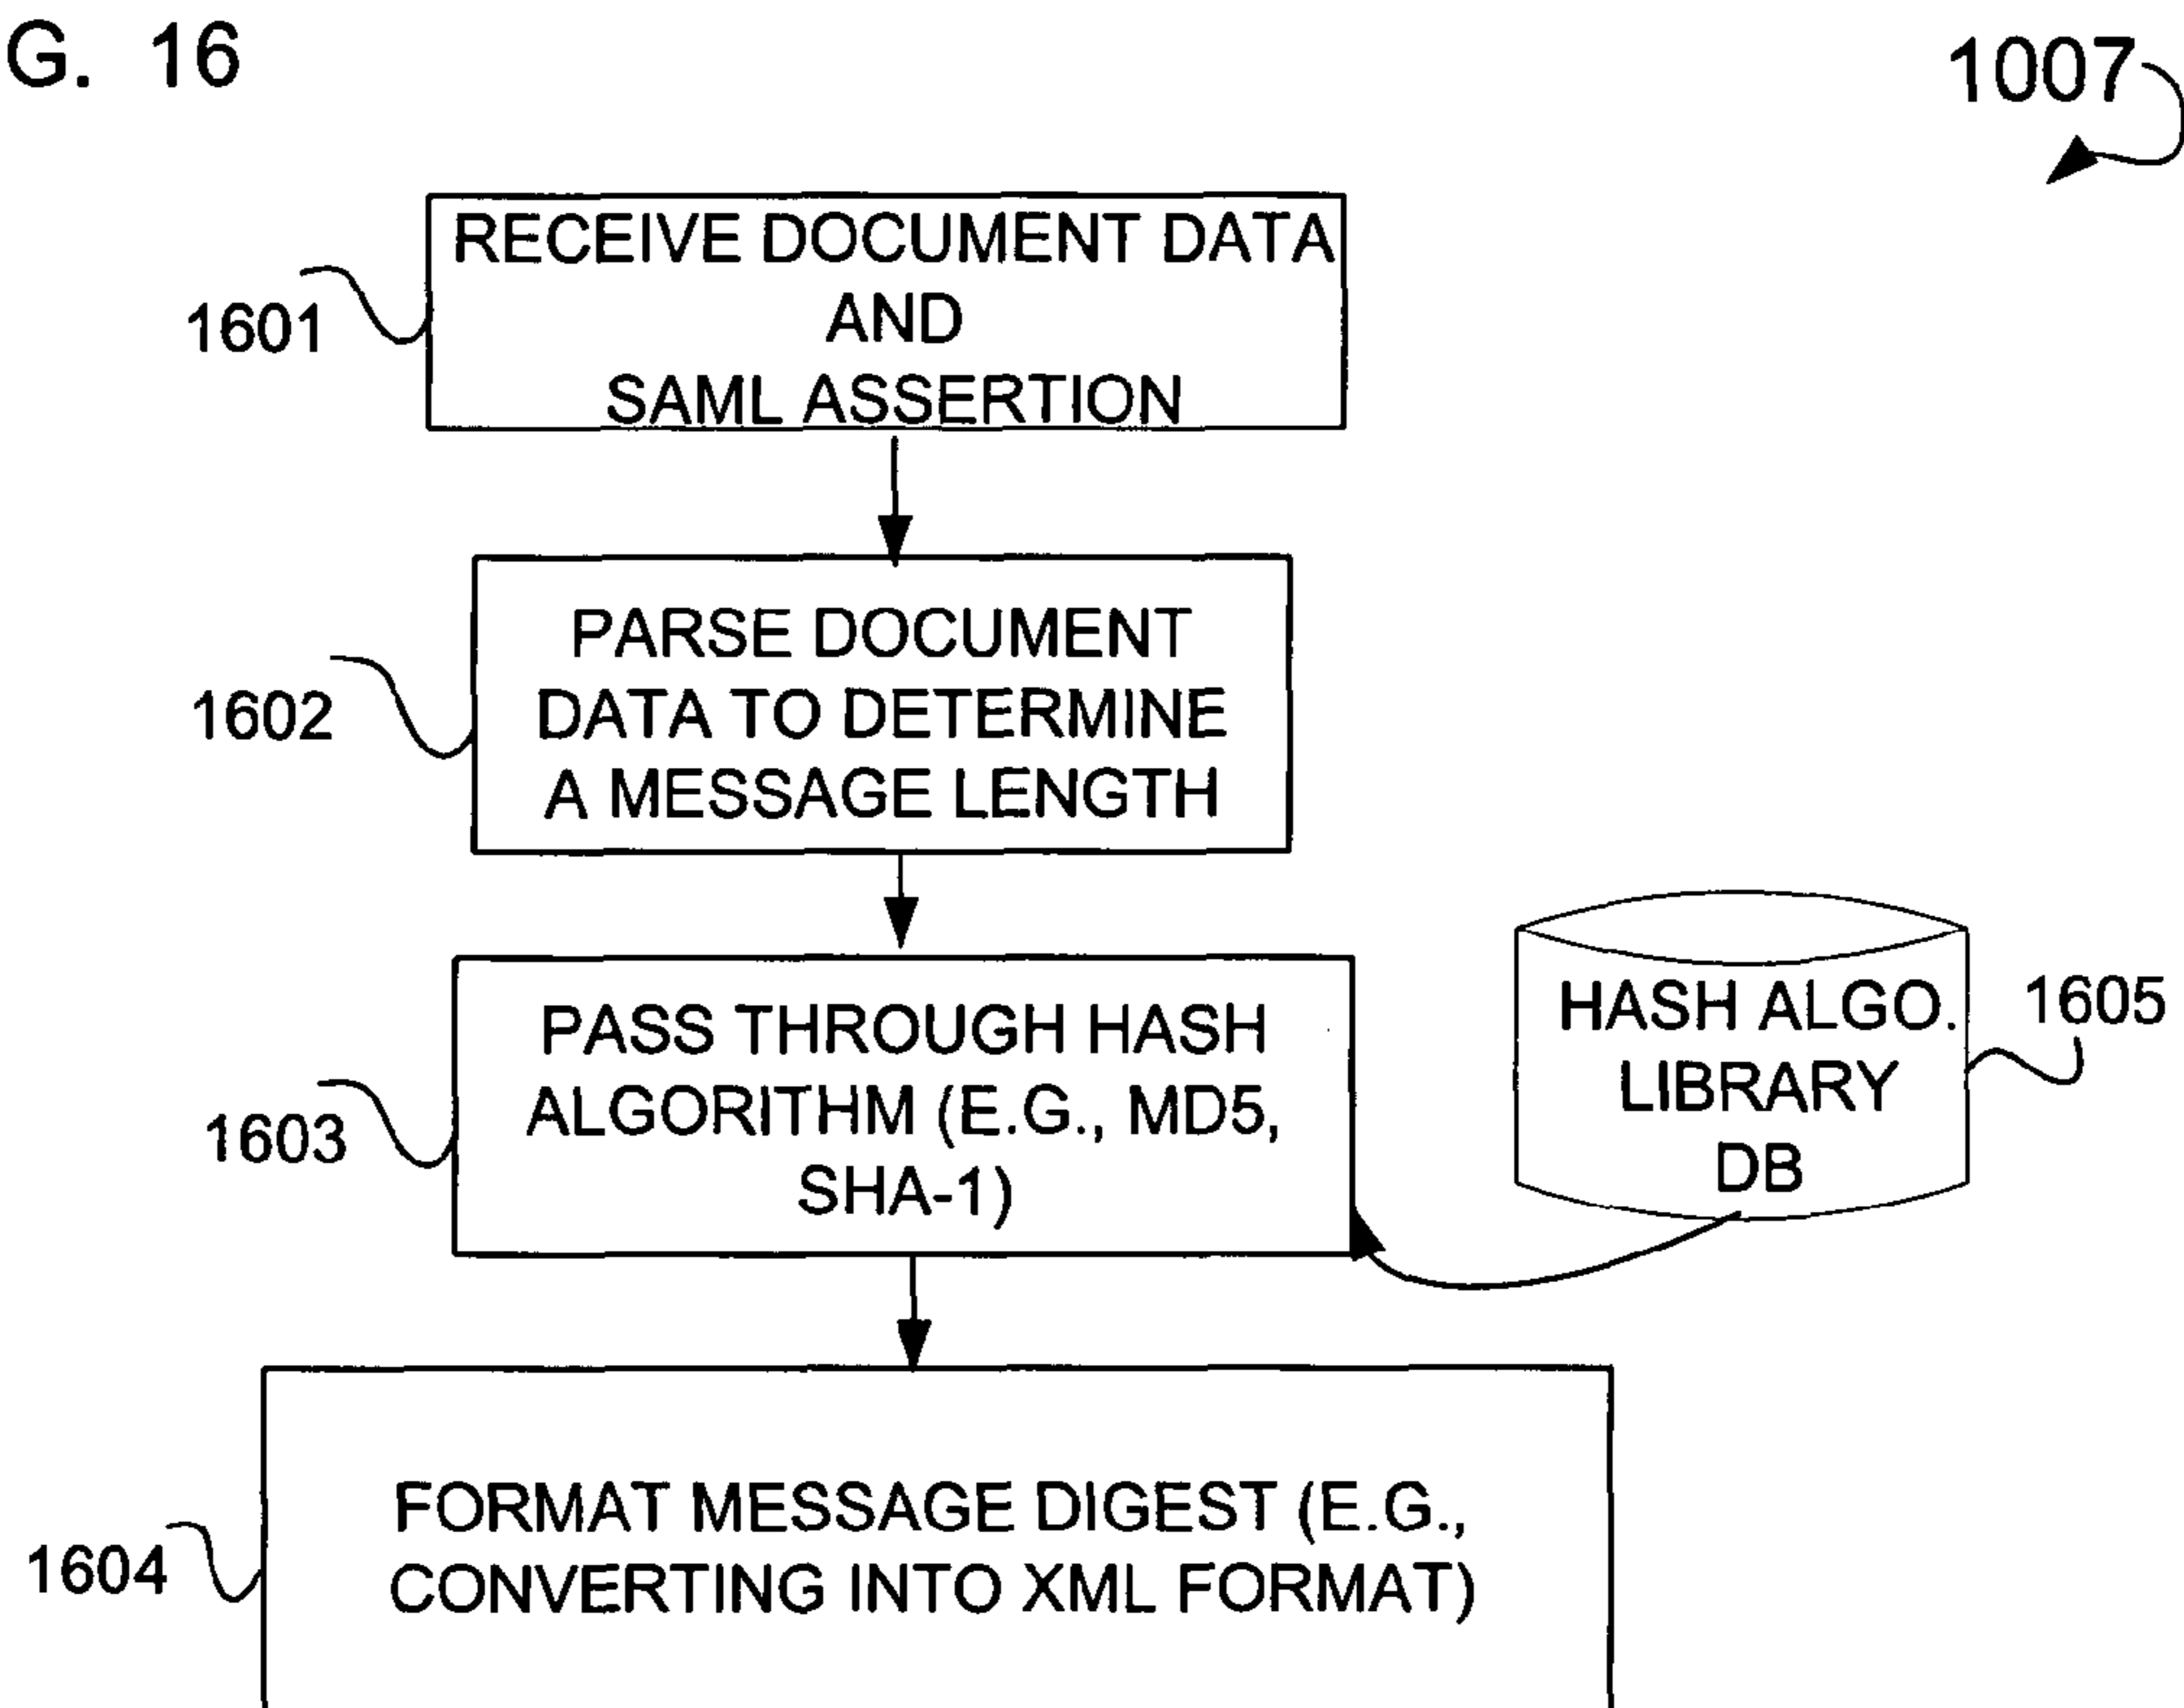 G. 16
1007
RECEIVE DOCUMENT DATA
AND
SAML ASSERTION
1601
PARSE DOCUMENT
DATA TO DETERMINE
A MESSAGE LENGTH
1602
PASS THROUGH HASH
ALGORITHM (E.G., MD5,
SHA-1)
1603
HASH ALGO.
LIBRARY
DB
1605
FORMAT MESSAGE DIGEST (E.G.,
CONVERTING INTO XML FORMAT)
1604